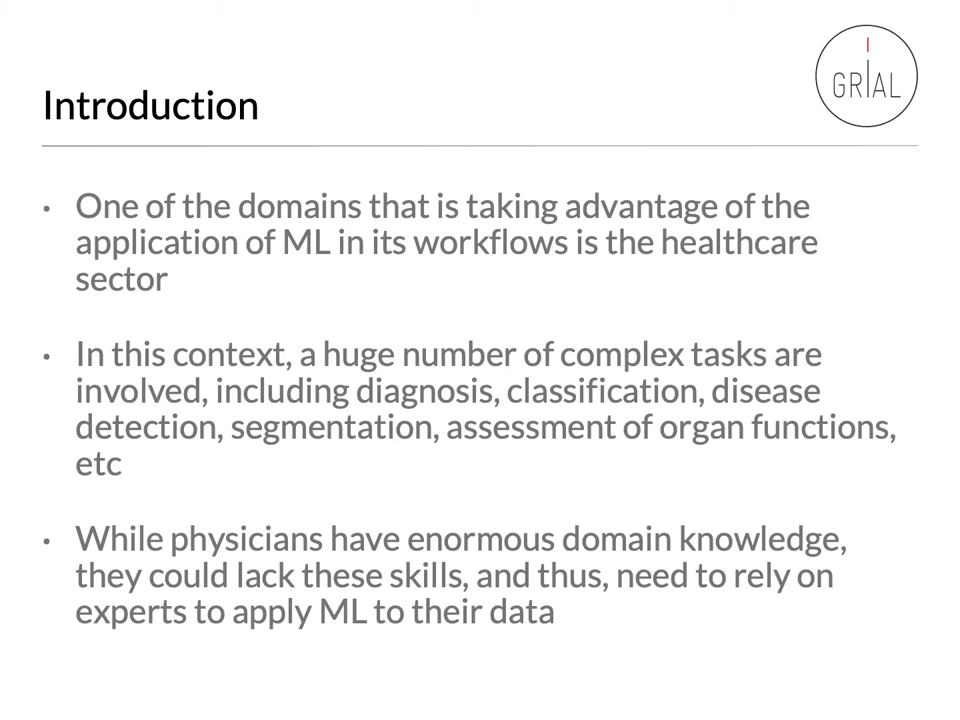 GRIAL
Introduction
• One of the domains that is taking advantage of the
application of ML in its workflows is the healthcare
sector
• In this context, a huge number of complex tasks are
involved, including diagnosis, classification, disease
detection, segmentation, assessment of organ functions,
etc
• While physicians have enormous domain knowledge,
they could lack these skills, and thus, need to rely on
experts to apply ML to their data